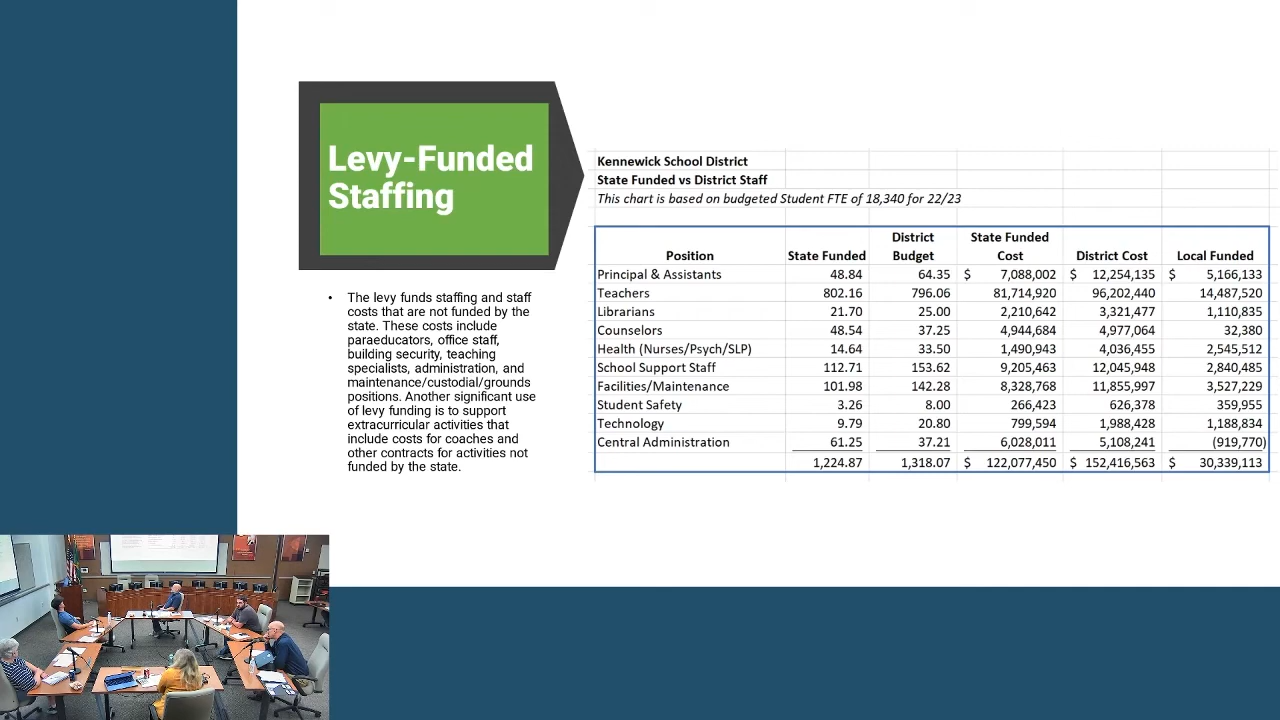 Levy-Funded
Staffing
• The levy funds staffing and staff
costs that are not funded by the
state. These costs include
paraeducators, office staff,
building security, teaching
specialists, administration, and
maintenance/custodial/grounds
positions. Another significant use
of levy funding is to support
extracurricular activities that
include costs for coaches and
other contracts for activities not
funded by the state.
Kennewick School District
State Funded vs District Staff
This chart is based on budgeted Student FTE of 18,340 for 22/23
District State Funded
Position State Funded Budget Cost District Cost Local Funded
Principal & Assistants 48.84 64.35 $ 7,088,002 $ 12,254,135 $ 5,166,133
Teachers 802.16 796.06 81,714,920 96,202,440 14,487,520
Librarians 21.70 25.00 2,210,642 3,321,477 1,110,835
Counselors 48.54 37.25 4,944,684 4,977,064 32,380
Health (Nurses/Psych/SLP) 14.64 33.50 1,490,943 4,036,455 2,545,512
School Support Staff 112.71 153.62 9,205,463 12,045,948 2,840,485
Facilities/Maintenance 101.98 142.28 8,328,768 11,855,997 3,527,229
Student Safety 3.26 8.00 266,423 626,378 359,955
Technology 9.79 20.80 799,594 1,988,428 1,188,834
Central Administration 61.25 37.21 6,028,011 5,108,241 (919,770)
1,224.87 1,318.07 $ 122,077,450 $ 152,416,563 $ 30,339,113